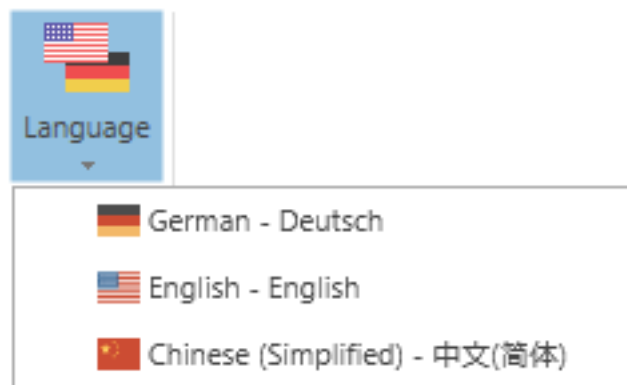 Language
German - Deutsch
English - English
Chinese (Simplified) - 中文(简体)